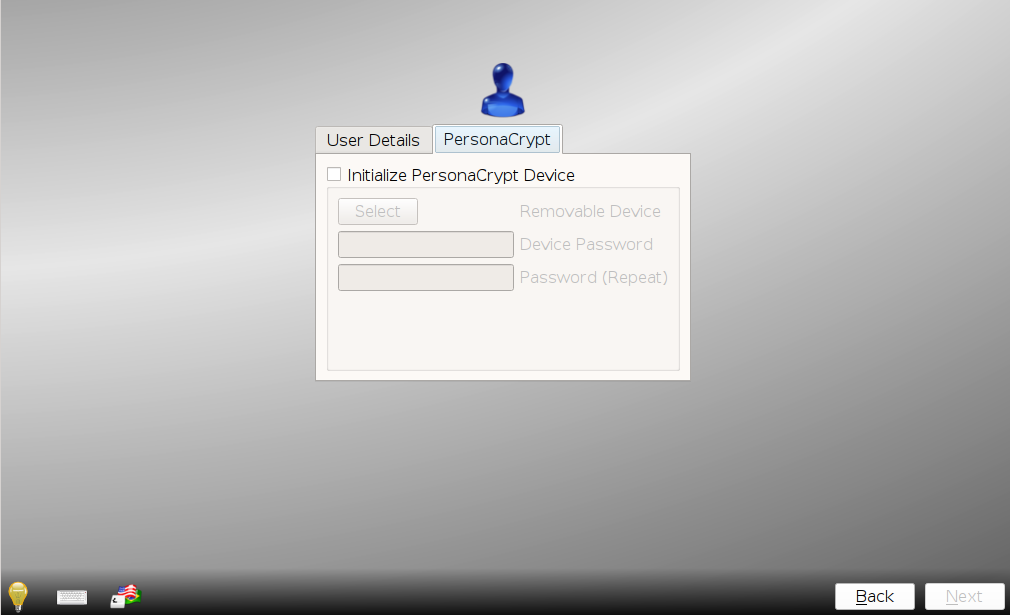 User Details PersonaCrypt
Initialize PersonaCrypt Device
Select Removable Device
Device Password
Password (Repeat)
Back Next